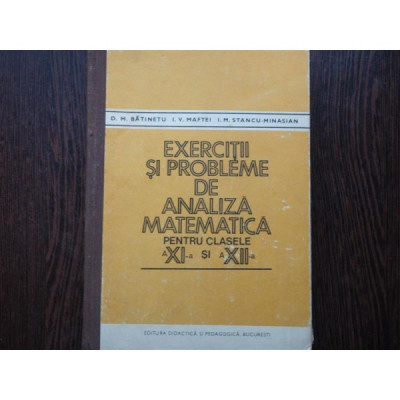 D. M. BĂTINEȚU I. V. MAFTEI I. M. STANCU-MINASIAN
EXERCIȚII
ȘI PROBLEME
DE
ANALIZĂ
MATEMATICĂ
PENTRU CLASELE
A XI-a ȘI A XII-a
EDITURA DIDACTICĂ ȘI PEDAGOGICĂ, BUCUREȘTI